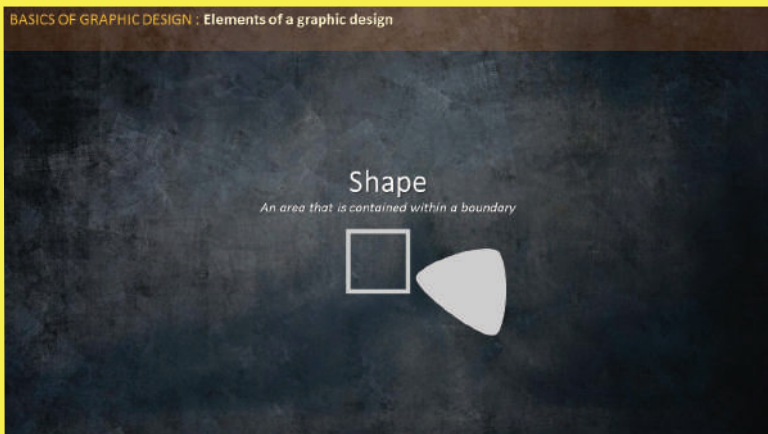 BASICS OF GRAPHIC DESIGN : Elements of a graphic design
Shape
An area that is contained within a boundary